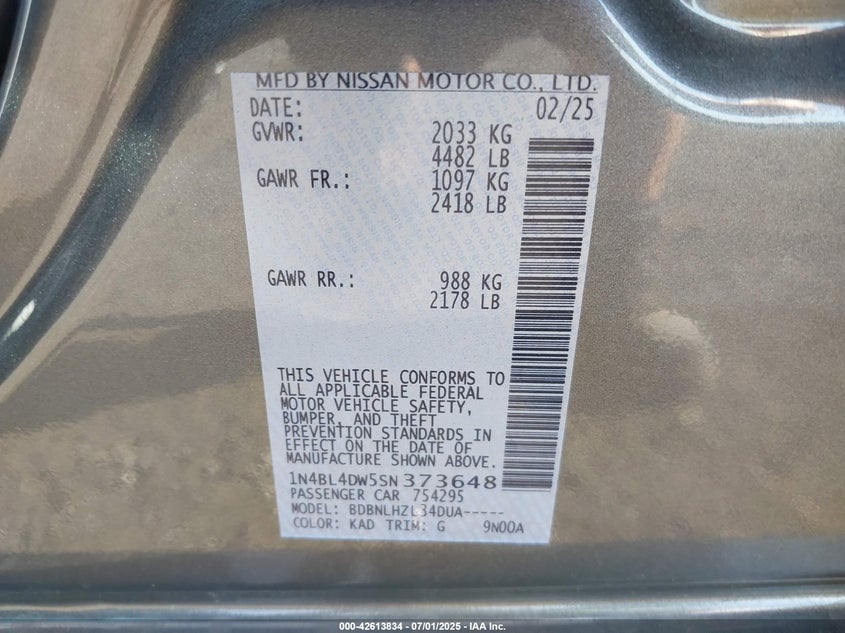 MFD BY NISSAN MOTOR CO., LTD.
DATE: 02/25
GVWR: 2033 KG
4482 LB
GAWR FR.: 1097 KG
2418 LB
GAWR RR.: 988 KG
2178 LB
THIS VEHICLE CONFORMS TO
ALL APPLICABLE FEDERAL
MOTOR VEHICLE SAFETY,
BUMPER, AND THEFT
PREVENTION STANDARDS IN
EFFECT ON THE DATE OF
MANUFACTURE SHOWN ABOVE.
1N4BL4DW5SN373648
PASSENGER CAR 754295
MODEL: BDBNLHZL34DUA-----
COLOR: KAD TRIM: G 9N00A
000-42613834 - 07/01/2025 - IAA Inc.